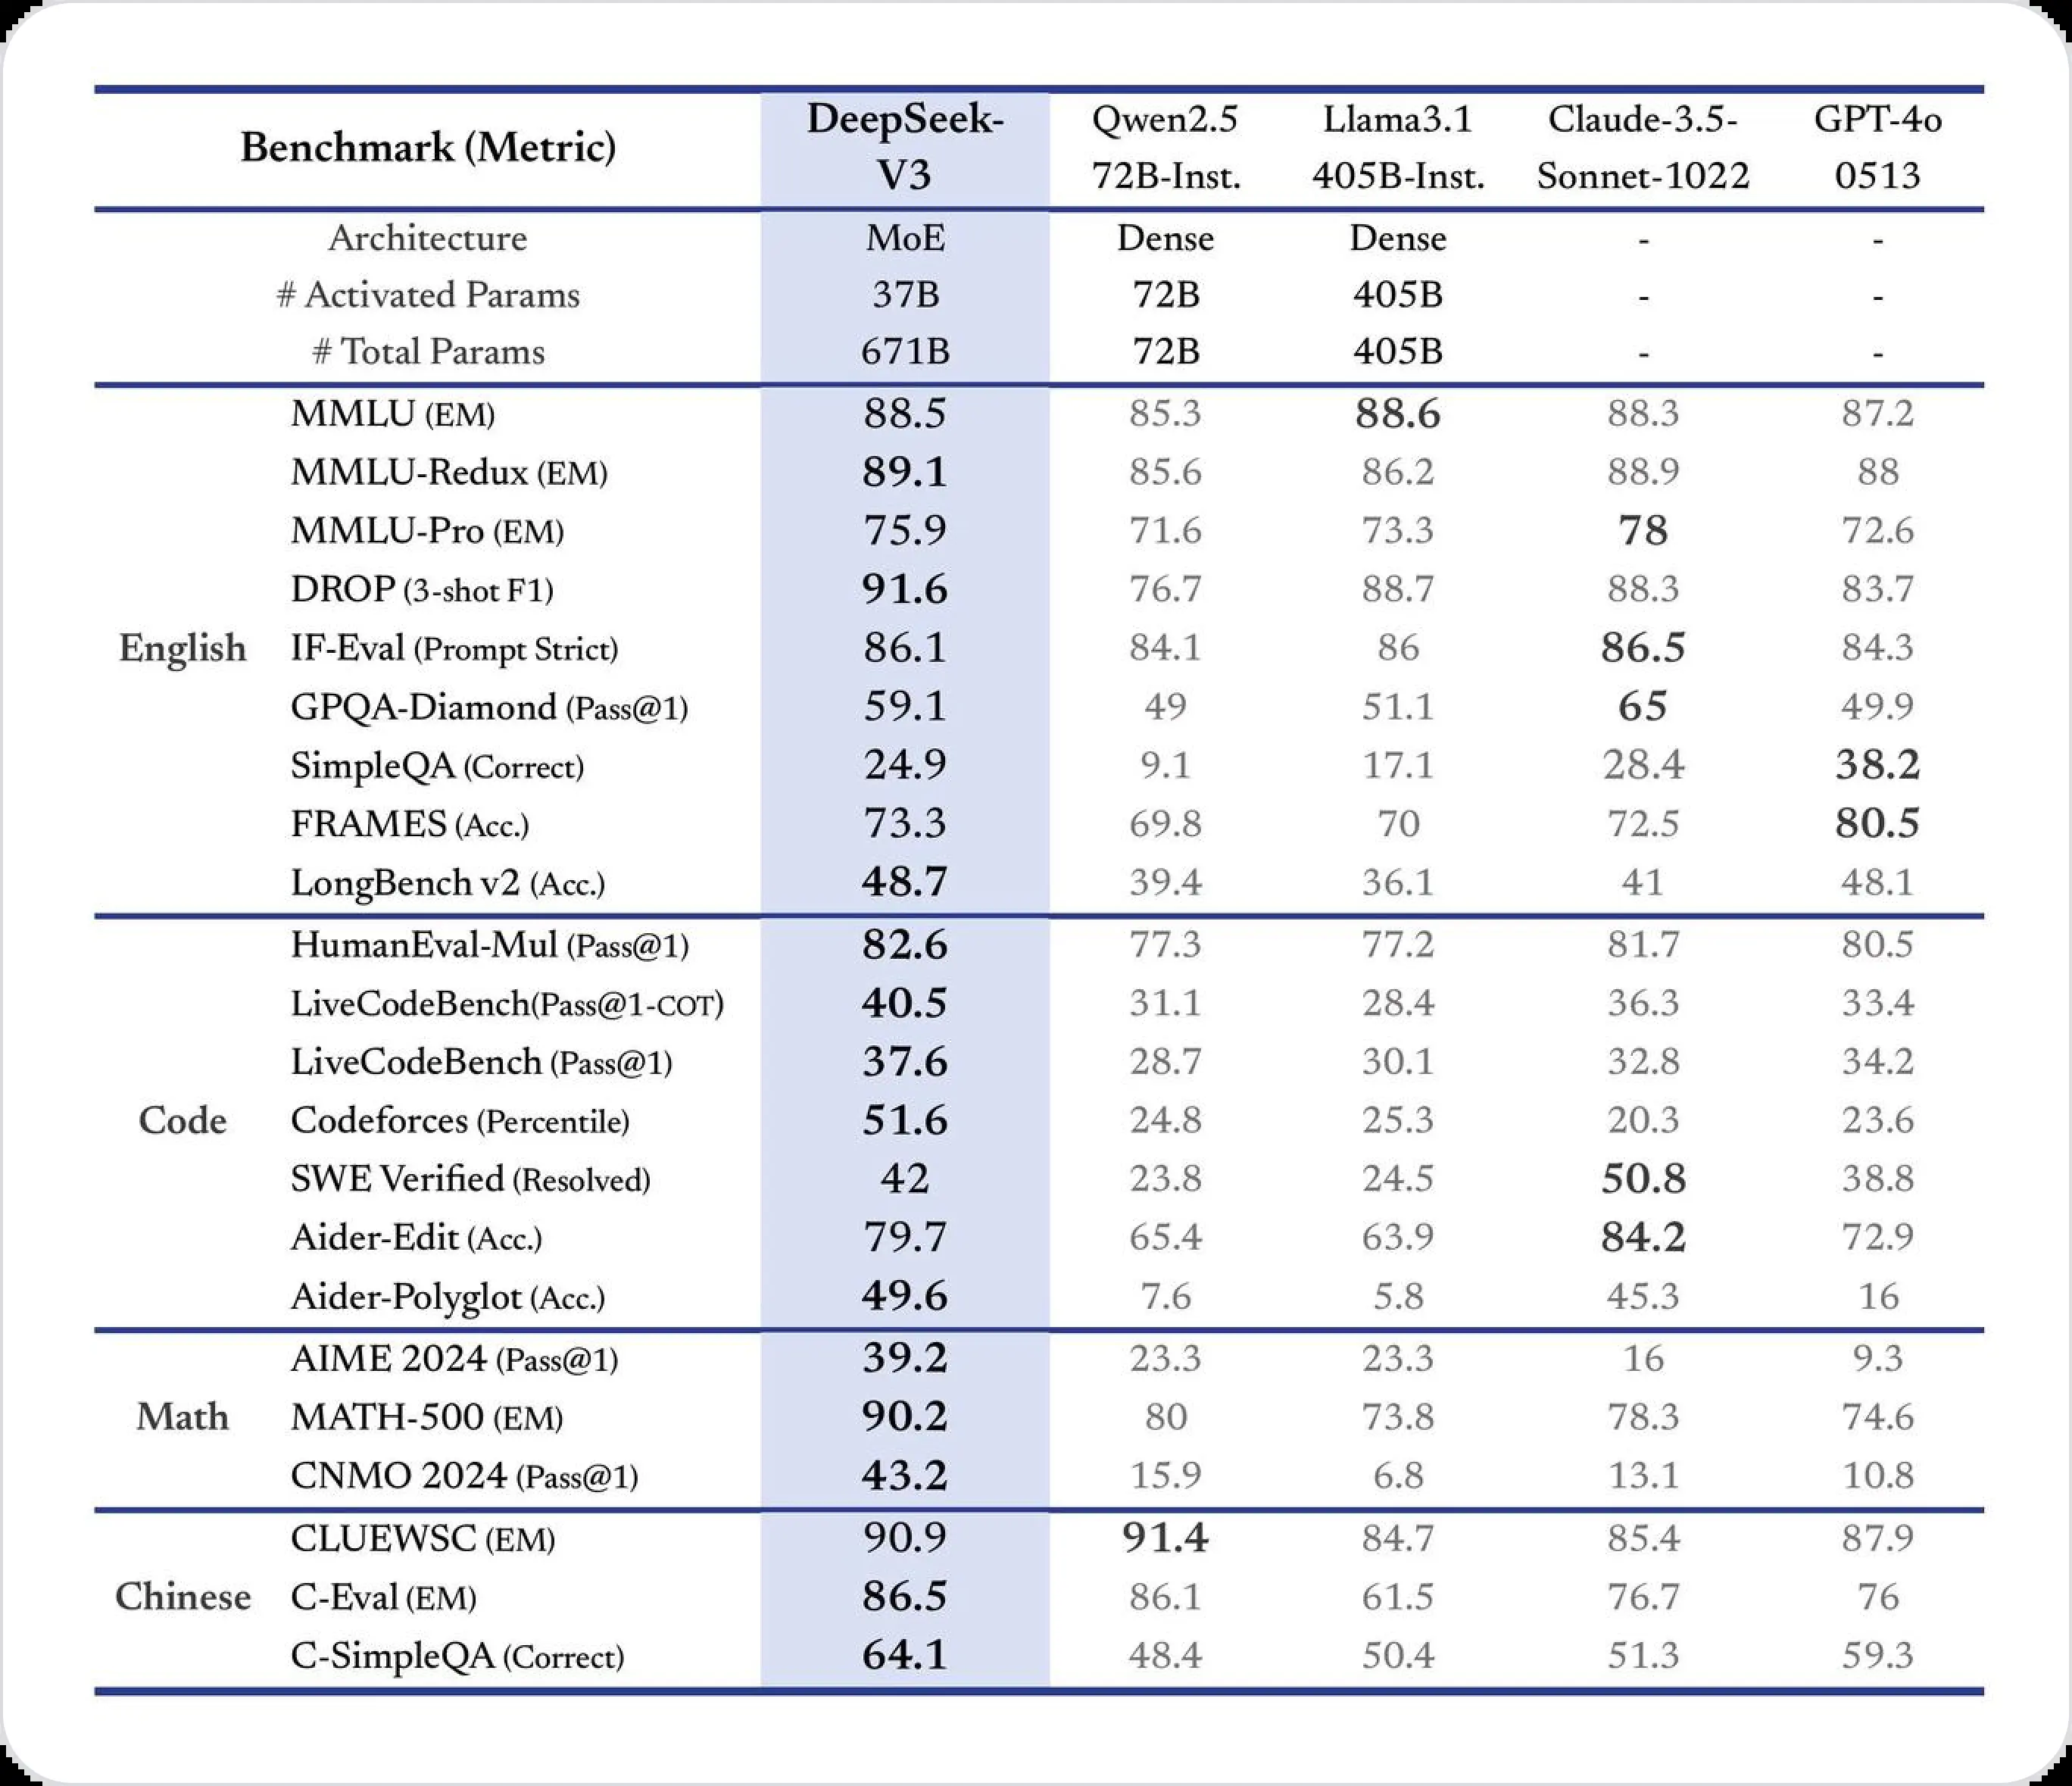 Benchmark (Metric) DeepSeek-V3 Qwen2.5 72B-Inst. Llama3.1 405B-Inst. Claude-3.5-Sonnet-1022 GPT-4o 0513
Architecture MoE Dense Dense - -
# Activated Params 37B 72B 405B - -
# Total Params 671B 72B 405B - -
English
MMLU (EM) 88.5 85.3 88.6 88.3 87.2
MMLU-Redux (EM) 89.1 85.6 86.2 88.9 88
MMLU-Pro (EM) 75.9 71.6 73.3 78 72.6
DROP (3-shot F1) 91.6 76.7 88.7 88.3 83.7
IF-Eval (Prompt Strict) 86.1 84.1 86 86.5 84.3
GPQA-Diamond (Pass@1) 59.1 49 51.1 65 49.9
SimpleQA (Correct) 24.9 9.1 17.1 28.4 38.2
FRAMES (Acc.) 73.3 69.8 70 72.5 80.5
LongBench v2 (Acc.) 48.7 39.4 36.1 41 48.1
Code
HumanEval-Mul (Pass@1) 82.6 77.3 77.2 81.7 80.5
LiveCodeBench(Pass@1-COT) 40.5 31.1 28.4 36.3 33.4
LiveCodeBench (Pass@1) 37.6 28.7 30.1 32.8 34.2
Codeforces (Percentile) 51.6 24.8 25.3 20.3 23.6
SWE Verified (Resolved) 42 23.8 24.5 50.8 38.8
Aider-Edit (Acc.) 79.7 65.4 63.9 84.2 72.9
Aider-Polyglot (Acc.) 49.6 7.6 5.8 45.3 16
Math
AIME 2024 (Pass@1) 39.2 23.3 23.3 16 9.3
MATH-500 (EM) 90.2 80 73.8 78.3 74.6
CNMO 2024 (Pass@1) 43.2 15.9 6.8 13.1 10.8
Chinese
CLUEWSC (EM) 90.9 91.4 84.7 85.4 87.9
C-Eval (EM) 86.5 86.1 61.5 76.7 76
C-SimpleQA (Correct) 64.1 48.4 50.4 51.3 59.3